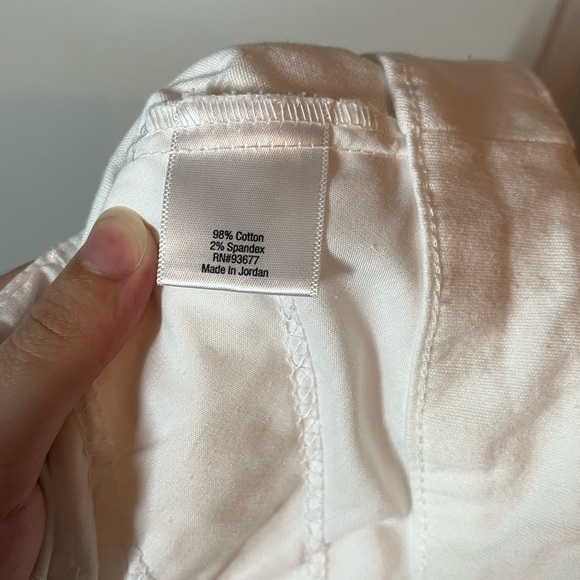 98% Cotton
2% Spandex
RN#93677
Made In Jordan